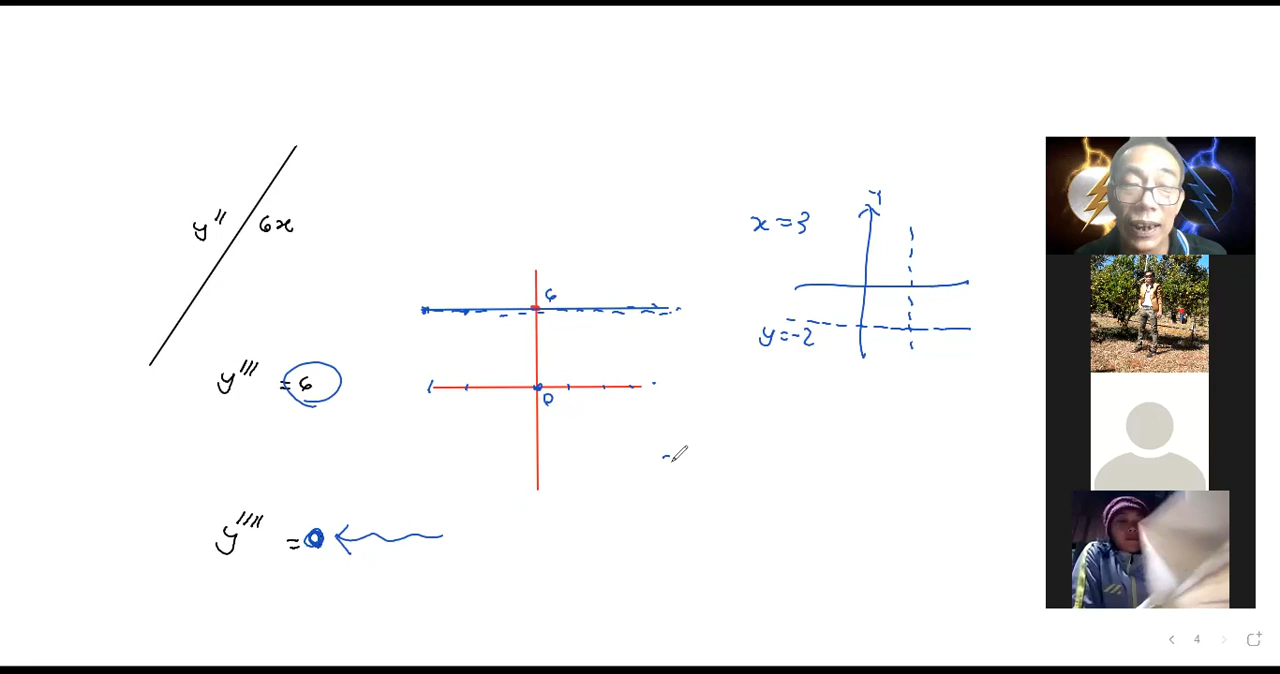 y'' 6x
y''' = 6
y'''' = 0
6
0
x = 3
y
y = -2
4